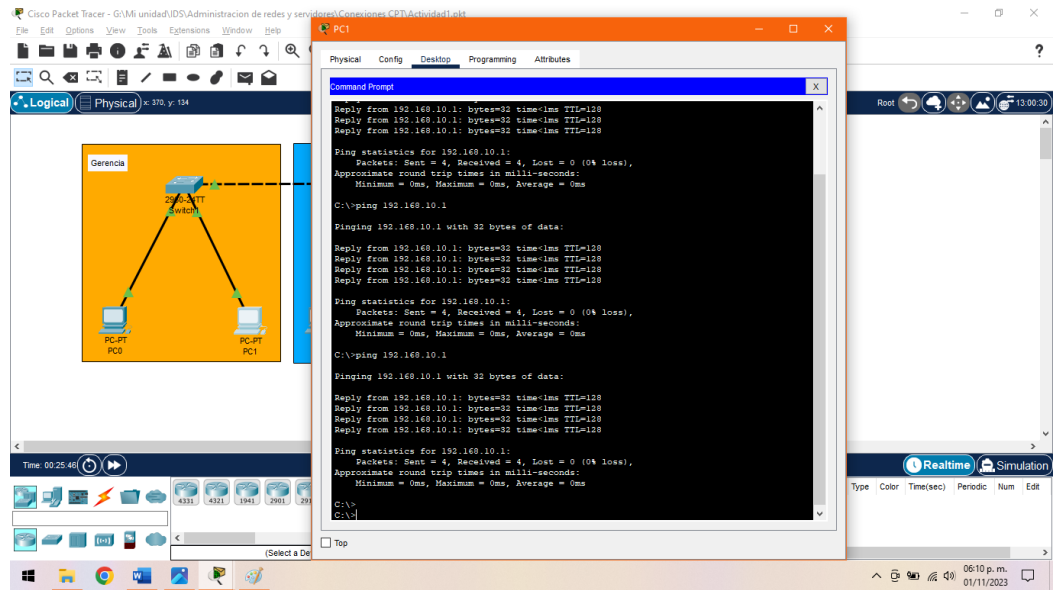 Cisco Packet Tracer - G:\Mi unidad\IDS\Administracion de redes y servidores\Conexiones CPT\Actividad1.pkt
File Edit Options View Tools Extensions Window Help
PC1
Physical Config Desktop Programming Attributes
?
Logical Physical x: 370, y: 134
Root 13:00:30
Command Prompt X
Reply from 192.168.10.1: bytes=32 time<1ms TTL=128
Reply from 192.168.10.1: bytes=32 time<1ms TTL=128
Reply from 192.168.10.1: bytes=32 time<1ms TTL=128
Ping statistics for 192.168.10.1:
Packets: Sent = 4, Received = 4, Lost = 0 (0% loss),
Approximate round trip times in milli-seconds:
Minimum = 0ms, Maximum = 0ms, Average = 0ms
C:\>ping 192.168.10.1
Pinging 192.168.10.1 with 32 bytes of data:
Reply from 192.168.10.1: bytes=32 time<1ms TTL=128
Reply from 192.168.10.1: bytes=32 time<1ms TTL=128
Reply from 192.168.10.1: bytes=32 time<1ms TTL=128
Reply from 192.168.10.1: bytes=32 time<1ms TTL=128
Ping statistics for 192.168.10.1:
Packets: Sent = 4, Received = 4, Lost = 0 (0% loss),
Approximate round trip times in milli-seconds:
Minimum = 0ms, Maximum = 0ms, Average = 0ms
C:\>ping 192.168.10.1
Pinging 192.168.10.1 with 32 bytes of data:
Reply from 192.168.10.1: bytes=32 time<1ms TTL=128
Reply from 192.168.10.1: bytes=32 time<1ms TTL=128
Reply from 192.168.10.1: bytes=32 time<1ms TTL=128
Reply from 192.168.10.1: bytes=32 time<1ms TTL=128
Ping statistics for 192.168.10.1:
Packets: Sent = 4, Received = 4, Lost = 0 (0% loss),
Approximate round trip times in milli-seconds:
Minimum = 0ms, Maximum = 0ms, Average = 0ms
C:\>
C:\>
Top
Gerencia
2960-24TT
Switch1
PC-PT
PC0
PC-PT
PC1
Time: 00:25:46
Realtime Simulation
4331 4321 1941 2901 291
Type Color Time(sec) Periodic Num Edit
(Select a De
06:10 p. m.
01/11/2023